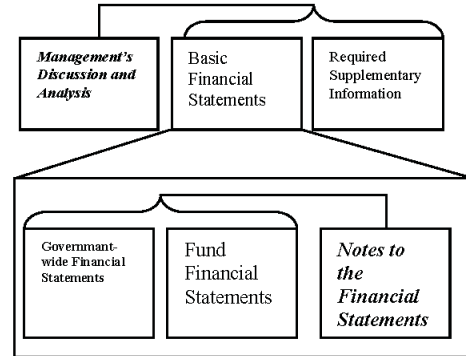 Management's
Discussion and
Analysis
Basic
Financial
Statements
Required
Supplementary
Information
Governmant-
wide Financial
Statements
Fund
Financial
Statements
Notes to
the
Financial
Statements